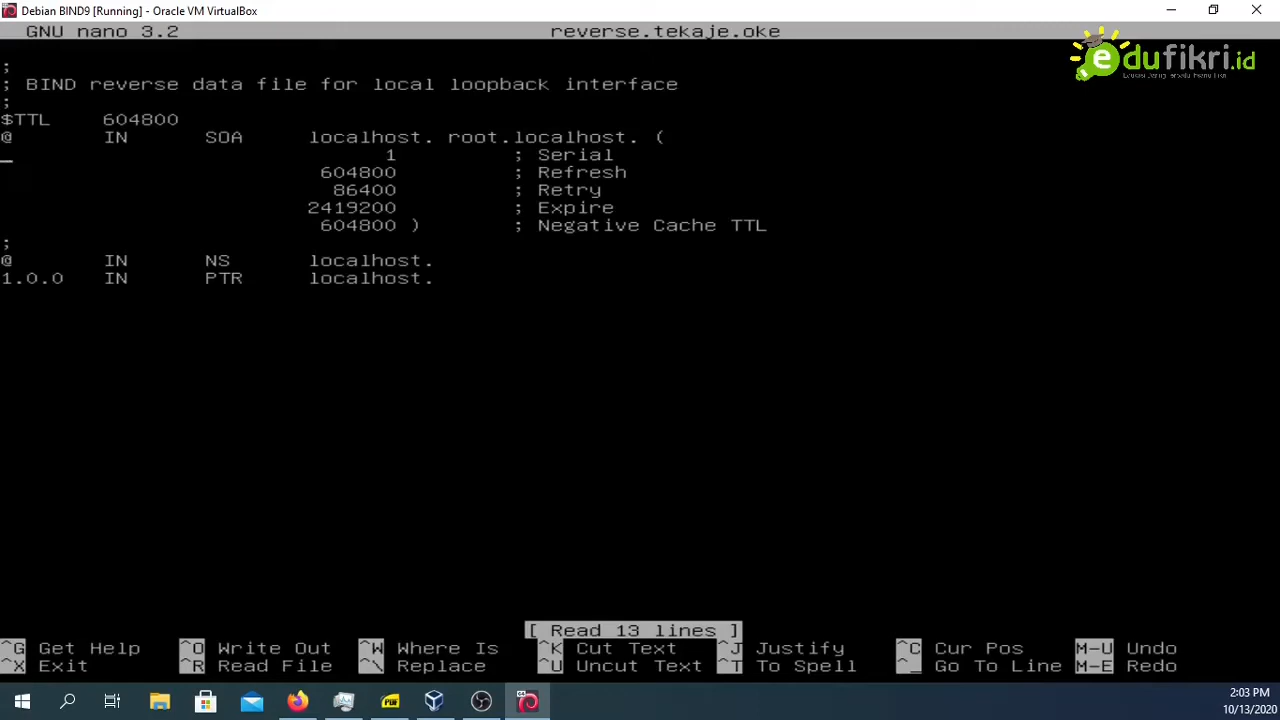 Debian BIND9 [Running] - Oracle VM VirtualBox
GNU nano 3.2 reverse.tekaje.oke
edufikri.id
;
; BIND reverse data file for local loopback interface
;
$TTL 604800
@ IN SOA localhost. root.localhost. (
1 ; Serial
604800 ; Refresh
86400 ; Retry
2419200 ; Expire
604800 ) ; Negative Cache TTL
;
@ IN NS localhost.
1.0.0 IN PTR localhost.
[ Read 13 lines ]
^G Get Help ^O Write Out ^W Where Is ^K Cut Text ^J Justify ^C Cur Pos M-U Undo
^X Exit ^R Read File ^\ Replace ^U Uncut Text ^T To Spell ^_ Go To Line M-E Redo
PDF
2:03 PM
10/13/2020